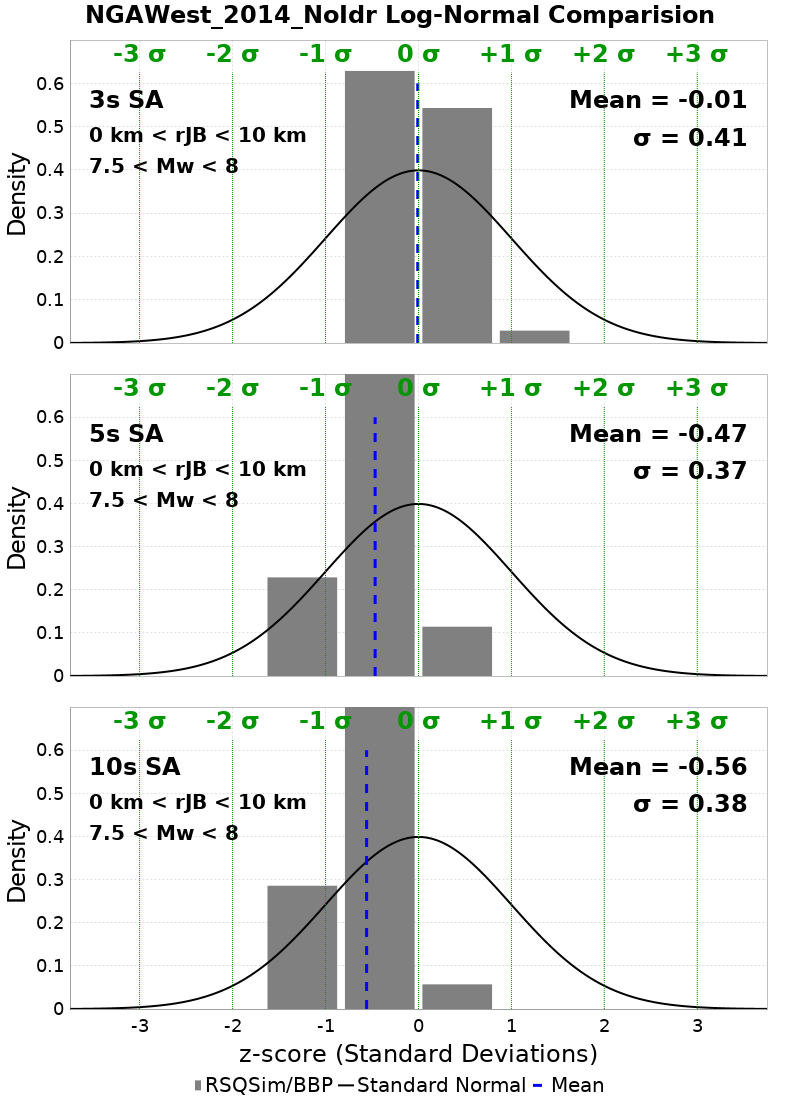 NGAWest_2014_NoIdr Log-Normal Comparision
-3 σ -2 σ -1 σ 0 σ +1 σ +2 σ +3 σ
3s SA
0 km < rJB < 10 km
7.5 < Mw < 8
Mean = -0.01
σ = 0.41
0.6
0.5
0.4
0.3
0.2
0.1
0
Density
-3 σ -2 σ -1 σ 0 σ +1 σ +2 σ +3 σ
5s SA
0 km < rJB < 10 km
7.5 < Mw < 8
Mean = -0.47
σ = 0.37
0.6
0.5
0.4
0.3
0.2
0.1
0
Density
-3 σ -2 σ -1 σ 0 σ +1 σ +2 σ +3 σ
10s SA
0 km < rJB < 10 km
7.5 < Mw < 8
Mean = -0.56
σ = 0.38
0.6
0.5
0.4
0.3
0.2
0.1
0
Density
-3 -2 -1 0 1 2 3
z-score (Standard Deviations)
RSQSim/BBP Standard Normal Mean